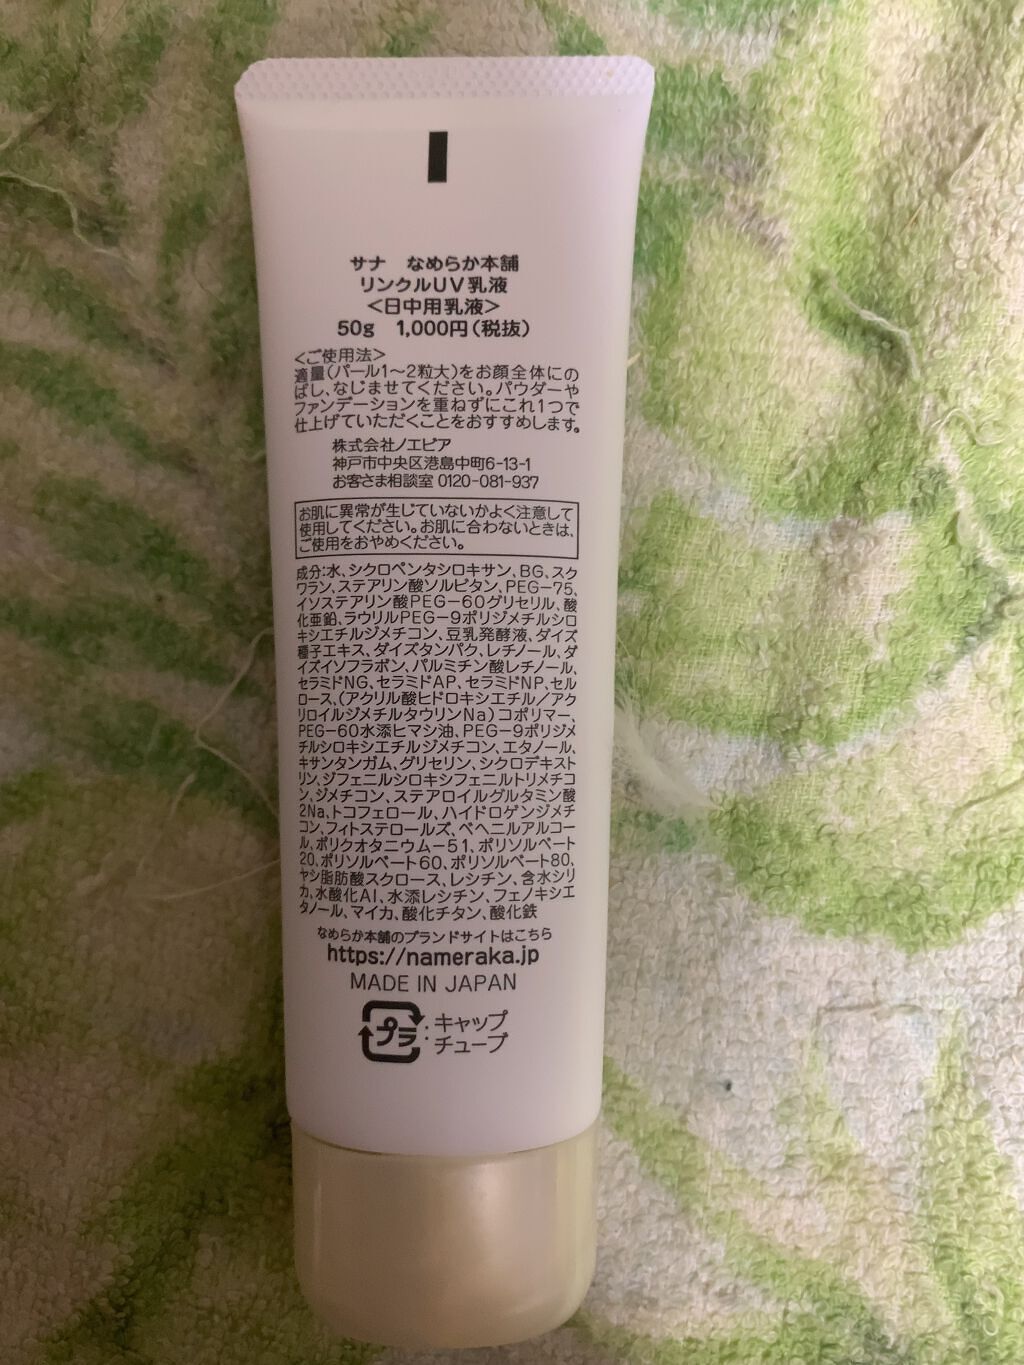 サナ　なめらか本舗
リンクルUV乳液
＜日中用乳液＞
50g　1,000円（税抜）
＜ご使用法＞
適量（パール1～2粒大）をお顔全体にの
ばし、なじませてください。パウダーや
ファンデーションを重ねずにこれ1つで
仕上げていただくことをおすすめします。
株式会社ノエビア
神戸市中央区港島中町6-13-1
お客さま相談室 0120-081-937
お肌に異常が生じていないかよく注意して
使用してください。お肌に合わないときは、
ご使用をおやめください。
成分:水、シクロペンタシロキサン、BG、スク
ワラン、ステアリン酸ソルビタン、PEG－75、
イソステアリン酸PEG－60グリセリル、酸
化亜鉛、ラウリルPEG－9ポリジメチルシロ
キシエチルジメチコン、豆乳発酵液、ダイズ
種子エキス、ダイズタンパク、レチノール、ダ
イズイソフラボン、パルミチン酸レチノール、
セラミドNG、セラミドAP、セラミドNP、セル
ロース、（アクリル酸ヒドロキシエチル／アク
リロイルジメチルタウリンNa）コポリマー、
PEG－60水添ヒマシ油、PEG－9ポリジメ
チルシロキシエチルジメチコン、エタノール、
キサンタンガム、グリセリン、シクロデキスト
リン、ジフェニルシロキシフェニルトリメチコ
ン、ジメチコン、ステアロイルグルタミン酸
2Na、トコフェロール、ハイドロゲンジメチ
コン、フィトステロールズ、ベヘニルアルコー
ル、ポリクオタニウム－51、ポリソルベート
20、ポリソルベート60、ポリソルベート80、
ヤシ脂肪酸スクロース、レシチン、含水シリ
カ、水酸化Al、水添レシチン、フェノキシエ
タノール、マイカ、酸化チタン、酸化鉄
なめらか本舗のブランドサイトはこちら
https://nameraka.jp
MADE IN JAPAN
プラ：キャップ
チューブ